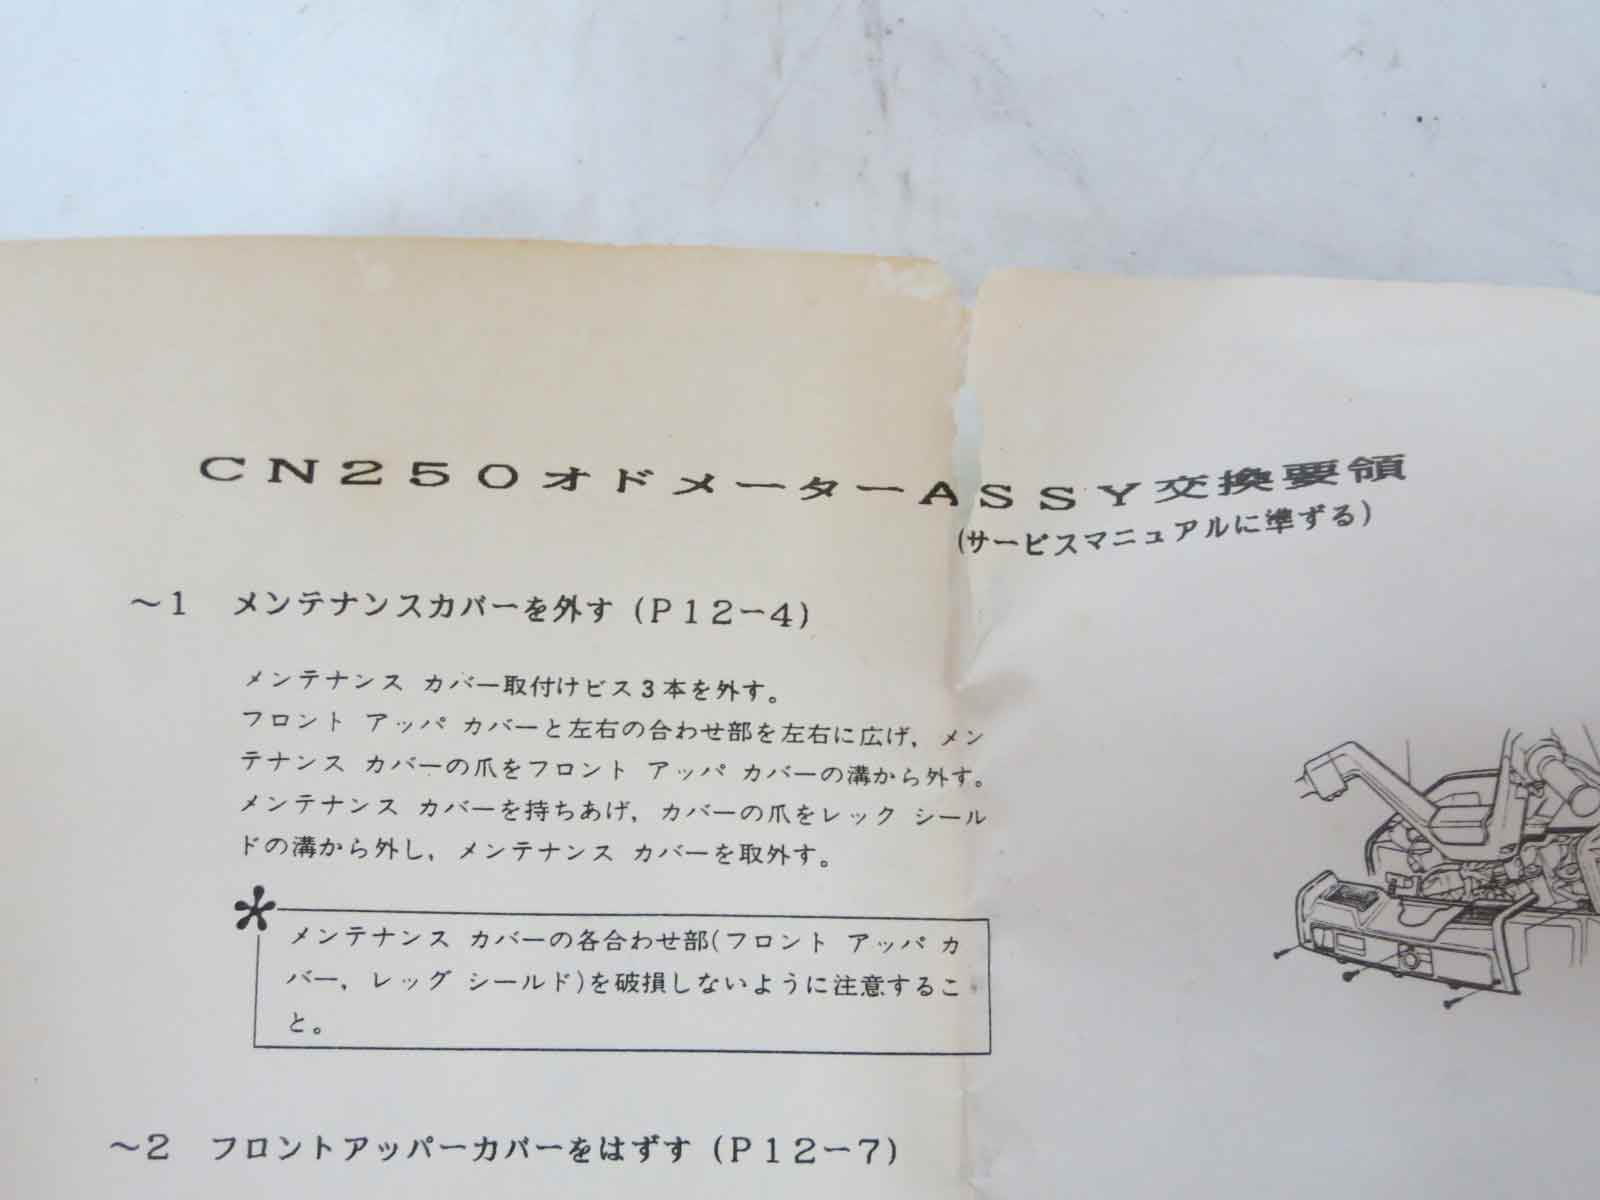 CN250オドメーターASSY交換要領
(サービスマニュアルに準ずる)
～1 メンテナンスカバーを外す(P12−4)
メンテナンス カバー取付けビス3本を外す。
フロント アッパ カバーと左右の合わせ部を左右に広げ，メン
テナンス カバーの爪をフロント アッパ カバーの溝から外す。
メンテナンス カバーを持ちあげ，カバーの爪をレック シール
ドの溝から外し，メンテナンス カバーを取外す。
＊
メンテナンス カバーの各合わせ部(フロント アッパ カ
バー，レッグ シールド)を破損しないように注意するこ
と。
～2 フロントアッパーカバーをはずす(P12−7)